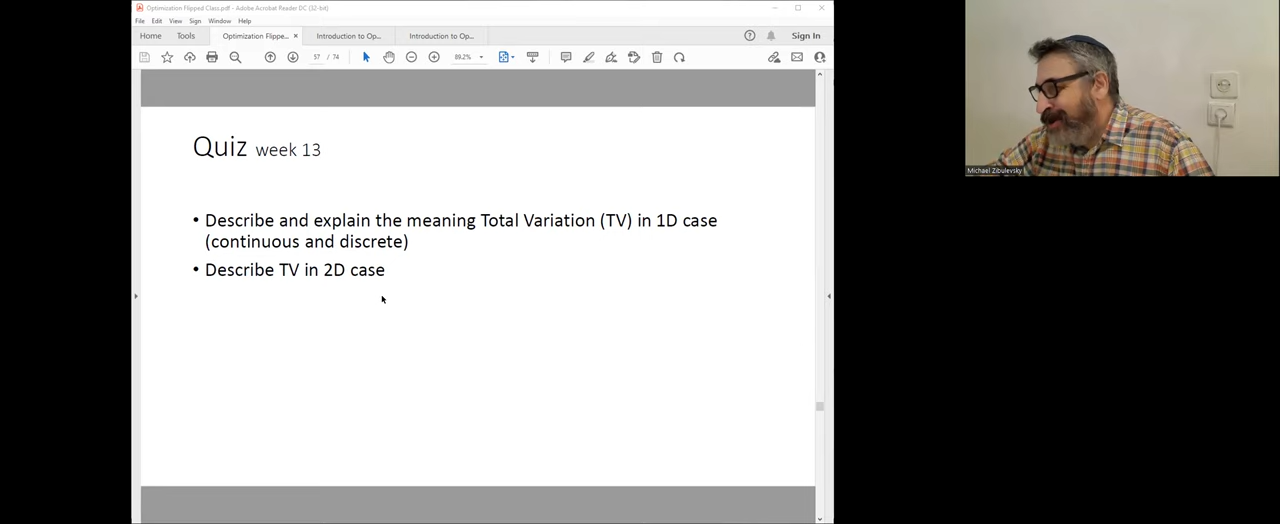 Optimization Flipped Class.pdf - Adobe Acrobat Reader DC (32-bit)
File Edit View Sign Window Help
Home Tools Optimization Flippe... × Introduction to Op... Introduction to Op... Sign In
57 / 74 89.2%
Quiz week 13
• Describe and explain the meaning Total Variation (TV) in 1D case
(continuous and discrete)
• Describe TV in 2D case
Michael Zibulevsky